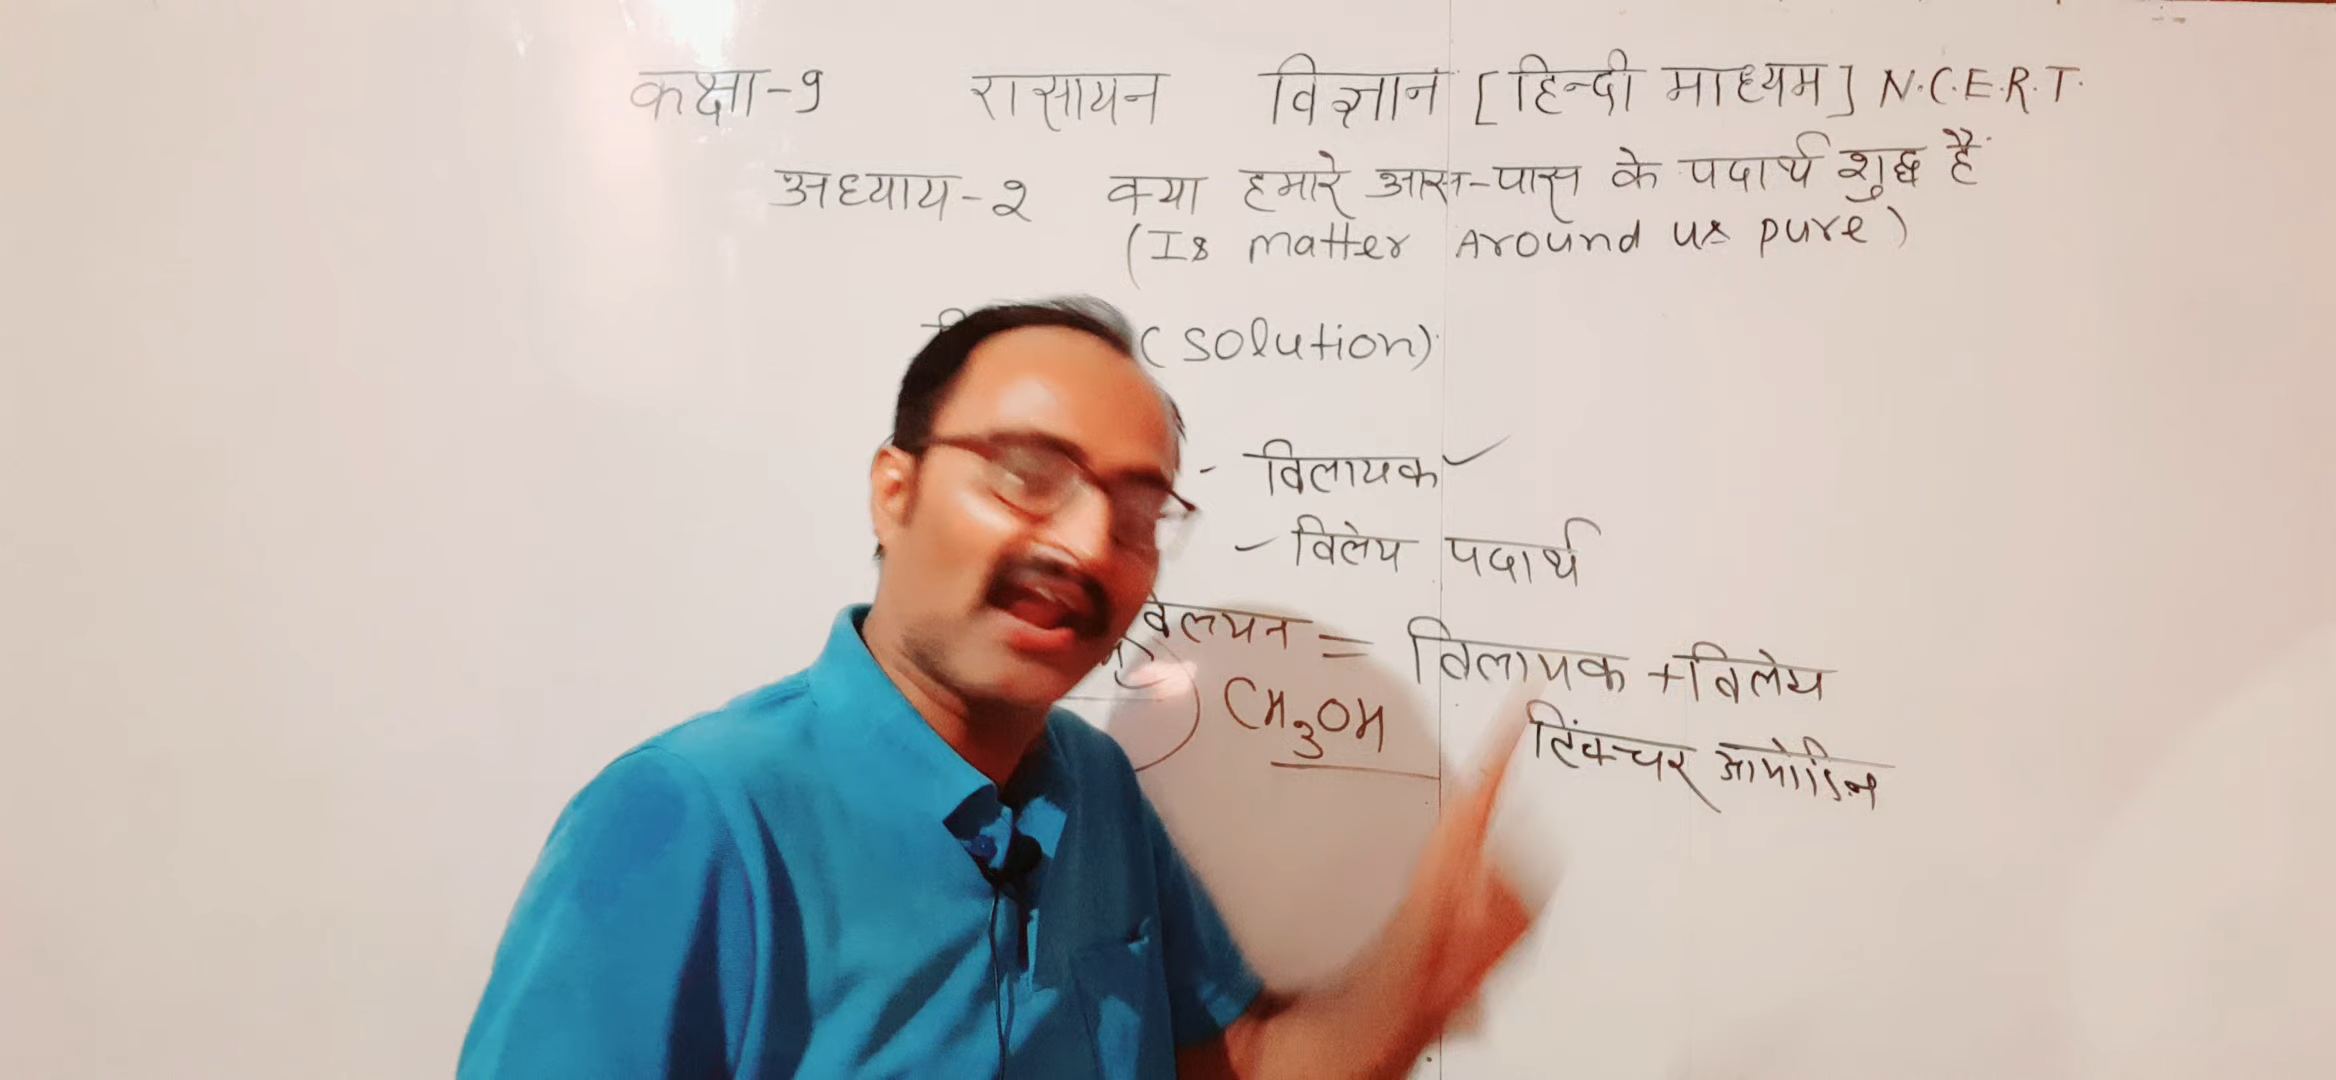 कक्षा-9 रासायन विज्ञान [हिन्दी माध्यम] N.C.E.R.T.
अध्याय-2 क्या हमारे आस-पास के पदार्थ शुद्ध हैं
(Is matter Around us pure)
(solution)
- विलायक
- विलेय पदार्थ
वेलयन = विलायक + विलेय
CH3OH टिंक्चर आयोडिन